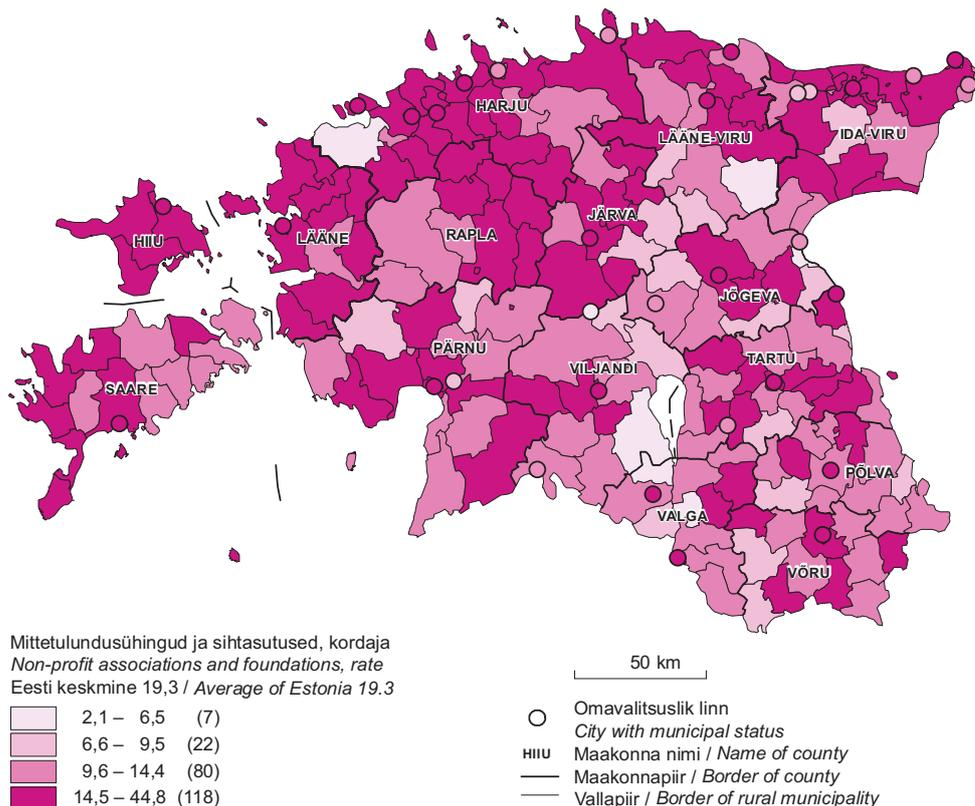 HARJU
LÄÄNE-VIRU
IDA-VIRU
HIIU
LÄÄNE
RAPLA
JÄRVA
JÕGEVA
SAARE
PÄRNU
VILJANDI
TARTU
PÕLVA
VALGA
VÕRU
Mittetulundusühingud ja sihtasutused, kordaja
Non-profit associations and foundations, rate
Eesti keskmine 19,3 / Average of Estonia 19.3
2,1 – 6,5 (7)
6,6 – 9,5 (22)
9,6 – 14,4 (80)
14,5 – 44,8 (118)
50 km
Omavalitsuslik linn
City with municipal status
HIIU Maakonna nimi / Name of county
Maakonnapiir / Border of county
Vallapiir / Border of rural municipality